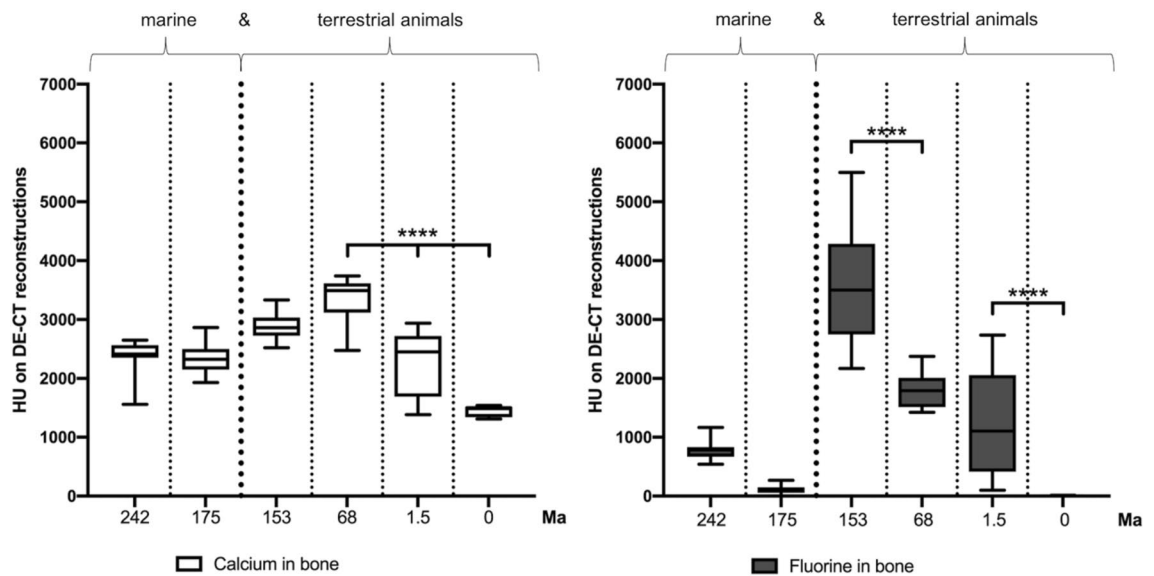 marine & terrestrial animals
7000
6000
5000
4000
3000
2000
1000
0
HU on DE-CT reconstructions
****
242 175 153 68 1.5 0 Ma
Calcium in bone
marine & terrestrial animals
7000
6000
5000
4000
3000
2000
1000
0
HU on DE-CT reconstructions
****
****
242 175 153 68 1.5 0 Ma
Fluorine in bone